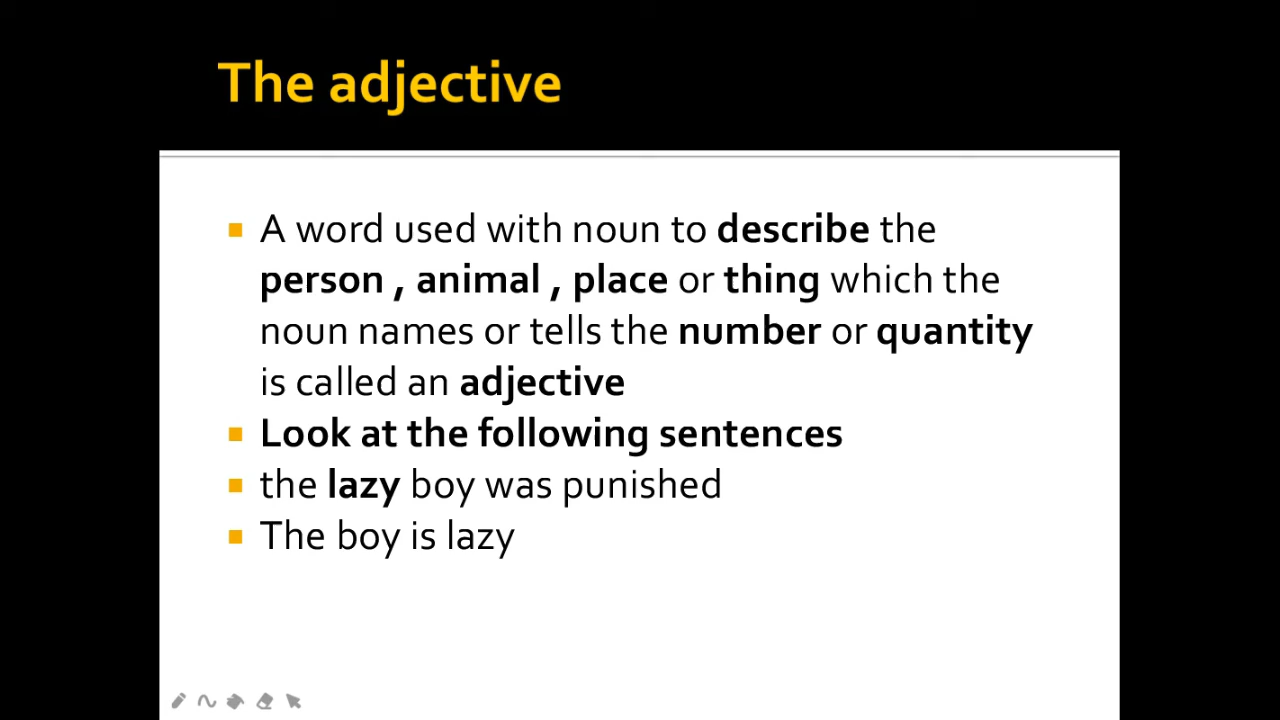 The adjective
A word used with noun to describe the
person , animal , place or thing which the
noun names or tells the number or quantity
is called an adjective
Look at the following sentences
the lazy boy was punished
The boy is lazy